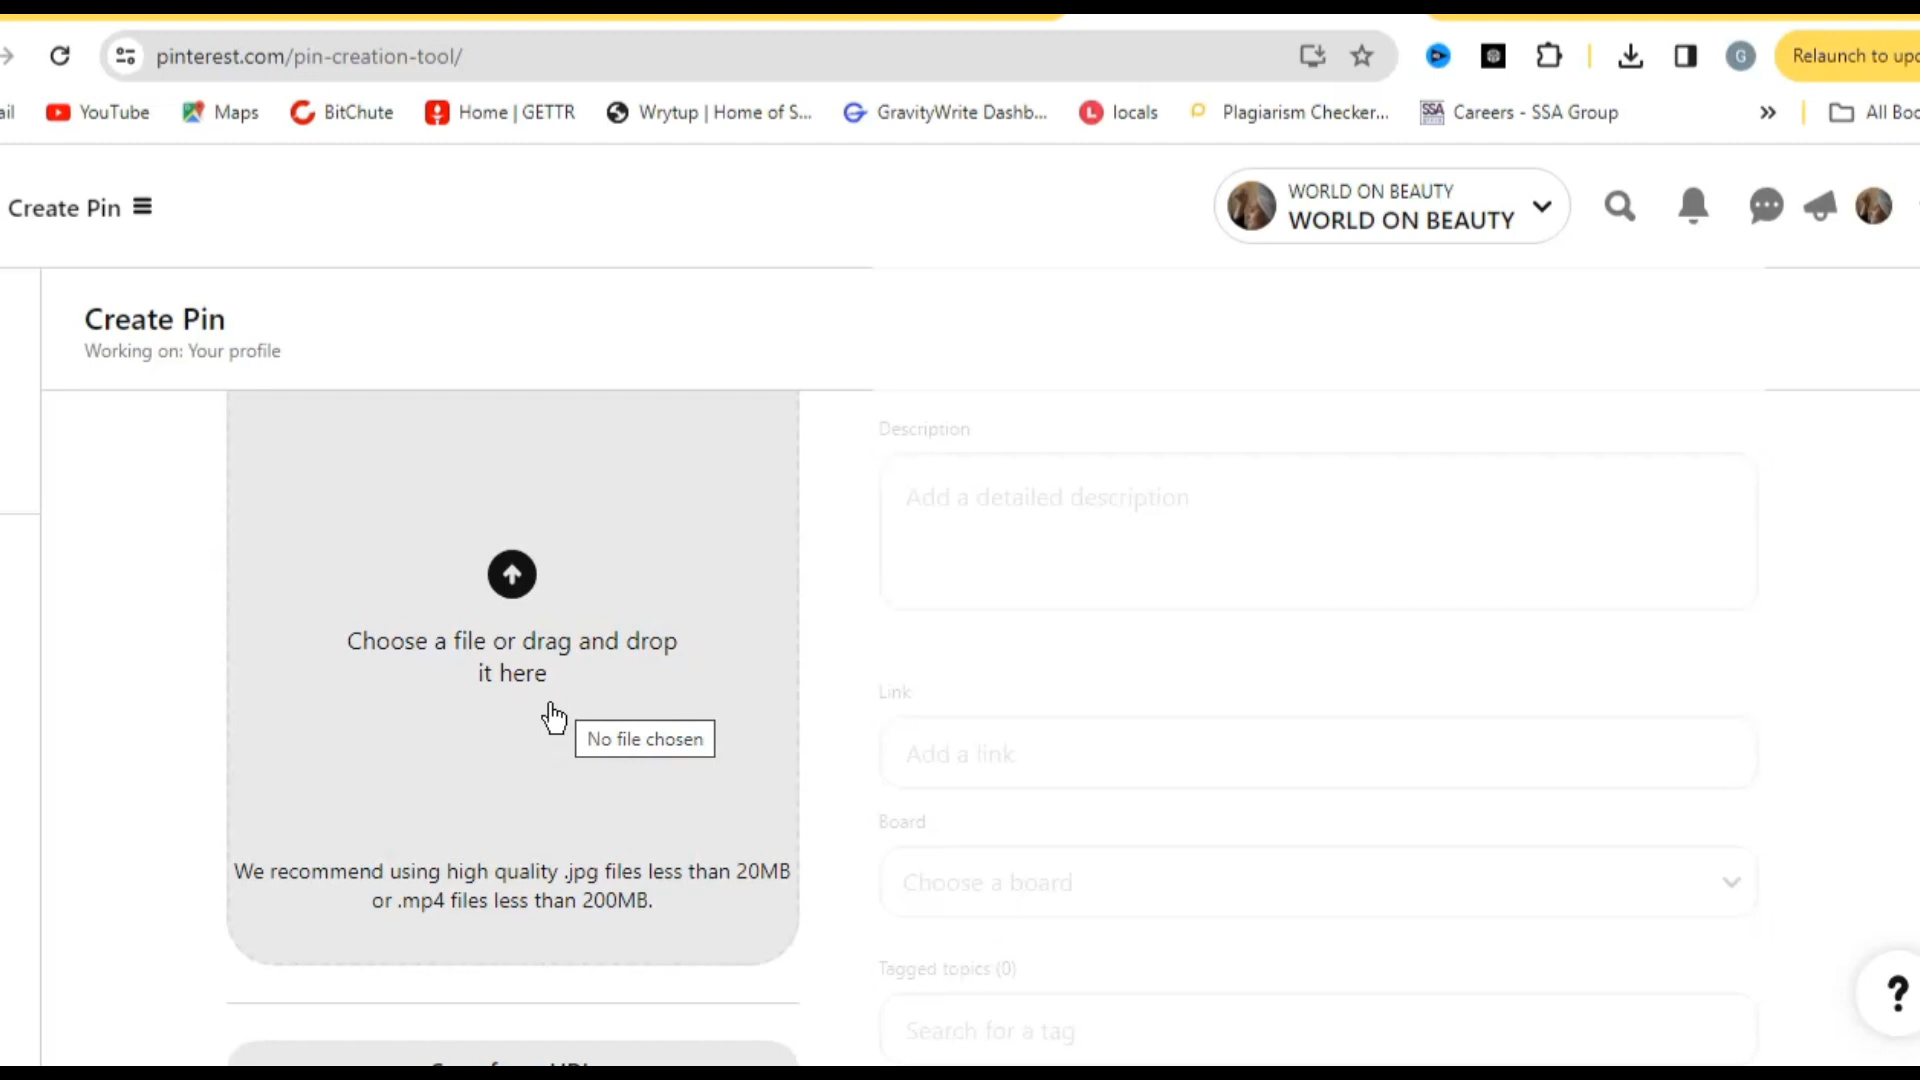 pinterest.com/pin-creation-tool/
G
Relaunch to upd
ail
YouTube
Maps
BitChute
Home | GETTR
Wrytup | Home of S...
GravityWrite Dashb...
L
locals
Plagiarism Checker...
SSA
Careers - SSA Group
All Boo
Create Pin
WORLD ON BEAUTY
WORLD ON BEAUTY
Create Pin
Working on: Your profile
Choose a file or drag and drop
it here
No file chosen
We recommend using high quality .jpg files less than 20MB
or .mp4 files less than 200MB.
Description
Add a detailed description
Link
Add a link
Board
Choose a board
Tagged topics (0)
Search for a tag
?